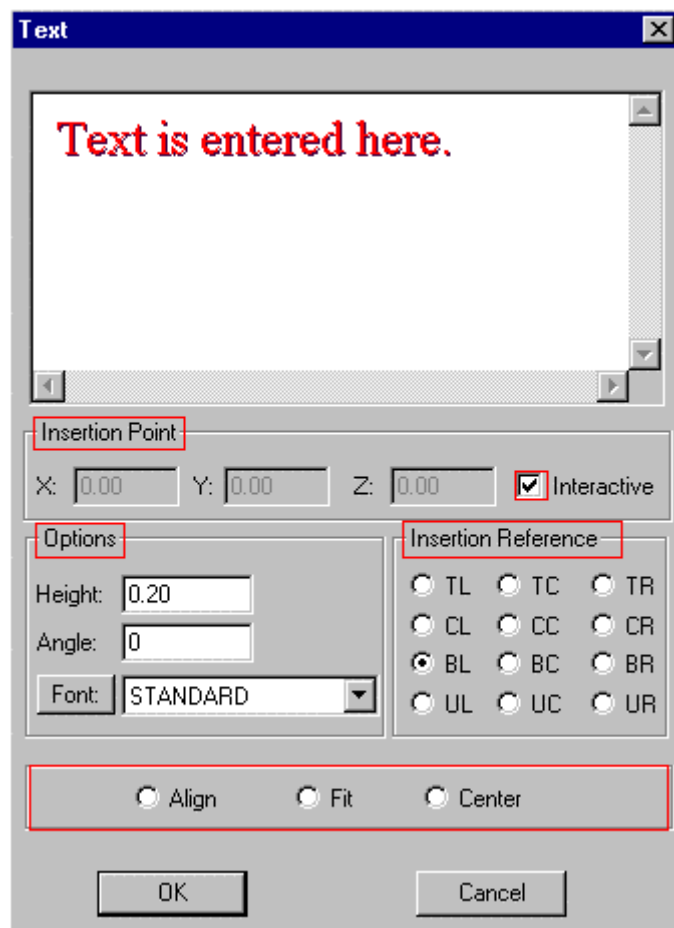 Text
Text is entered here.
Insertion Point
X: 0.00 Y: 0.00 Z: 0.00 Interactive
Options
Height: 0.20
Angle: 0
Font: STANDARD
Insertion Reference
TL TC TR
CL CC CR
BL BC BR
UL UC UR
Align Fit Center
OK Cancel